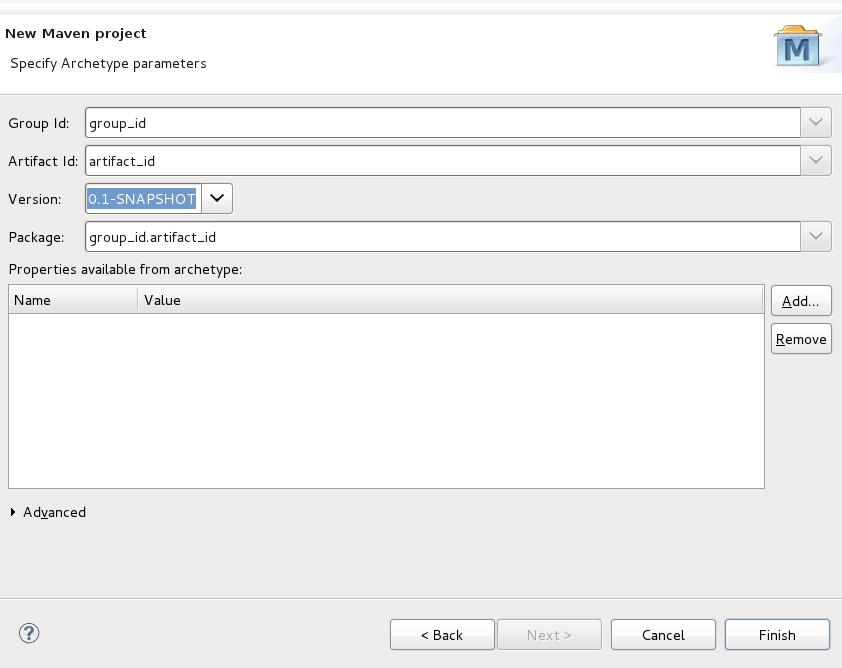 New Maven project
Specify Archetype parameters
M
Group Id: group_id
Artifact Id: artifact_id
Version: 0.1-SNAPSHOT
Package: group_id.artifact_id
Properties available from archetype:
Name Value
Add...
Remove
Advanced
? < Back Next > Cancel Finish